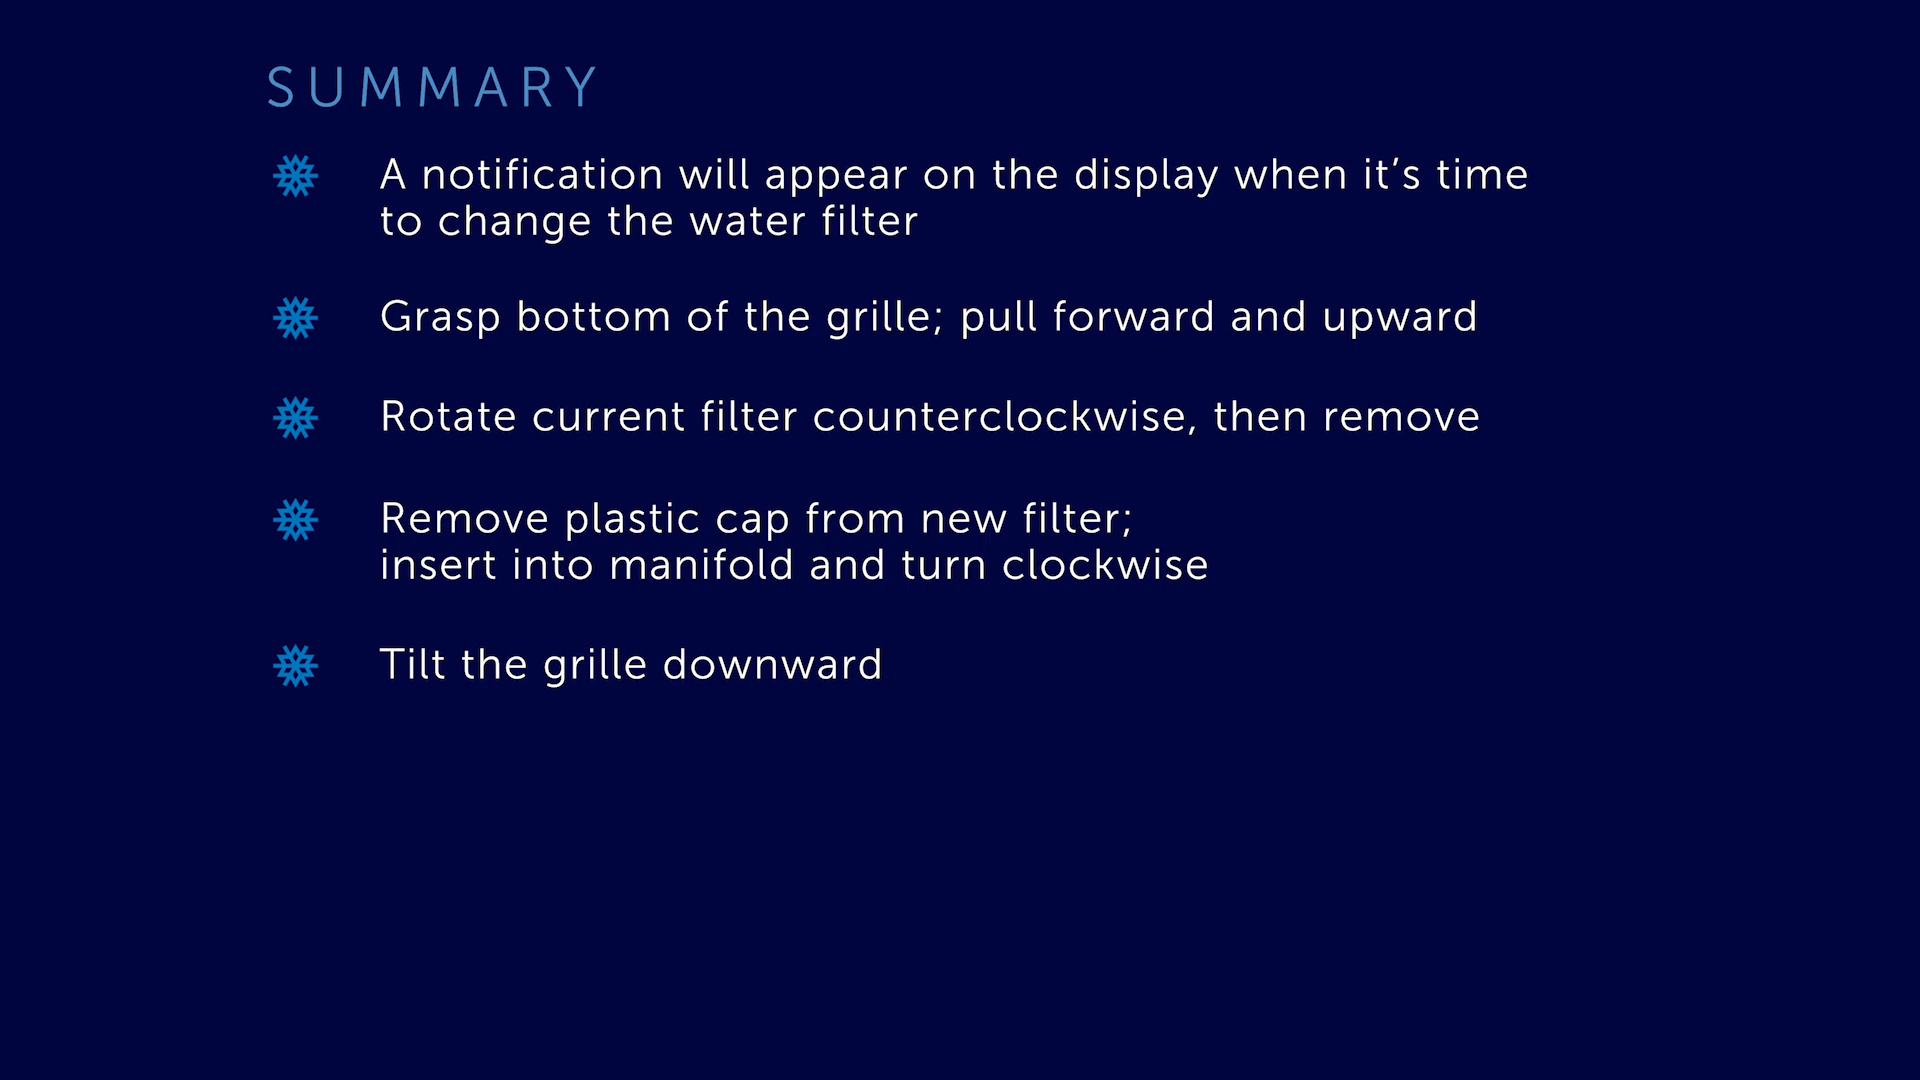 SUMMARY
A notification will appear on the display when it’s time
to change the water filter
Grasp bottom of the grille; pull forward and upward
Rotate current filter counterclockwise, then remove
Remove plastic cap from new filter;
insert into manifold and turn clockwise
Tilt the grille downward